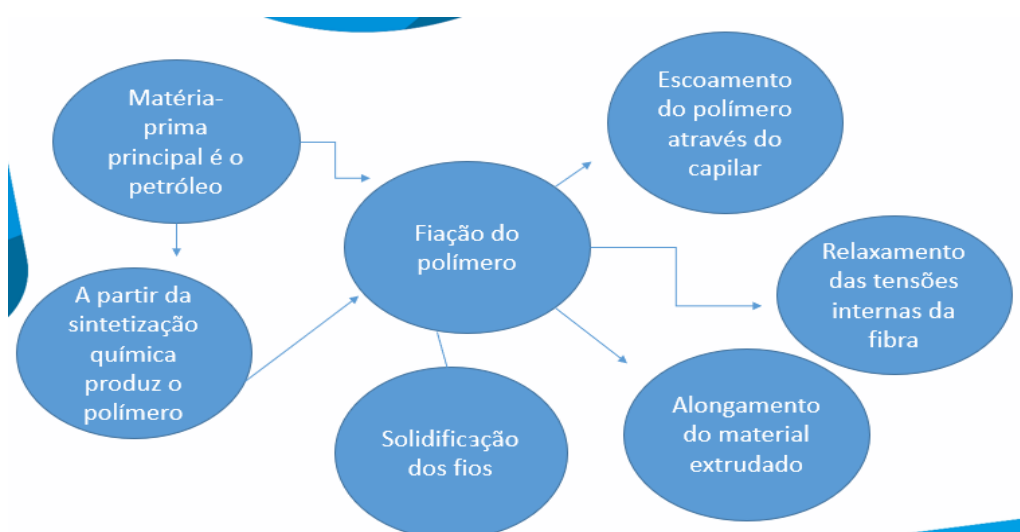 Matéria-
prima
principal é o
petróleo
A partir da
sintetização
química
produz o
polímero
Fiação do
polímero
Escoamento
do polímero
através do
capilar
Relaxamento
das tensões
internas da
fibra
Alongamento
do material
extrudado
Solidificação
dos fios